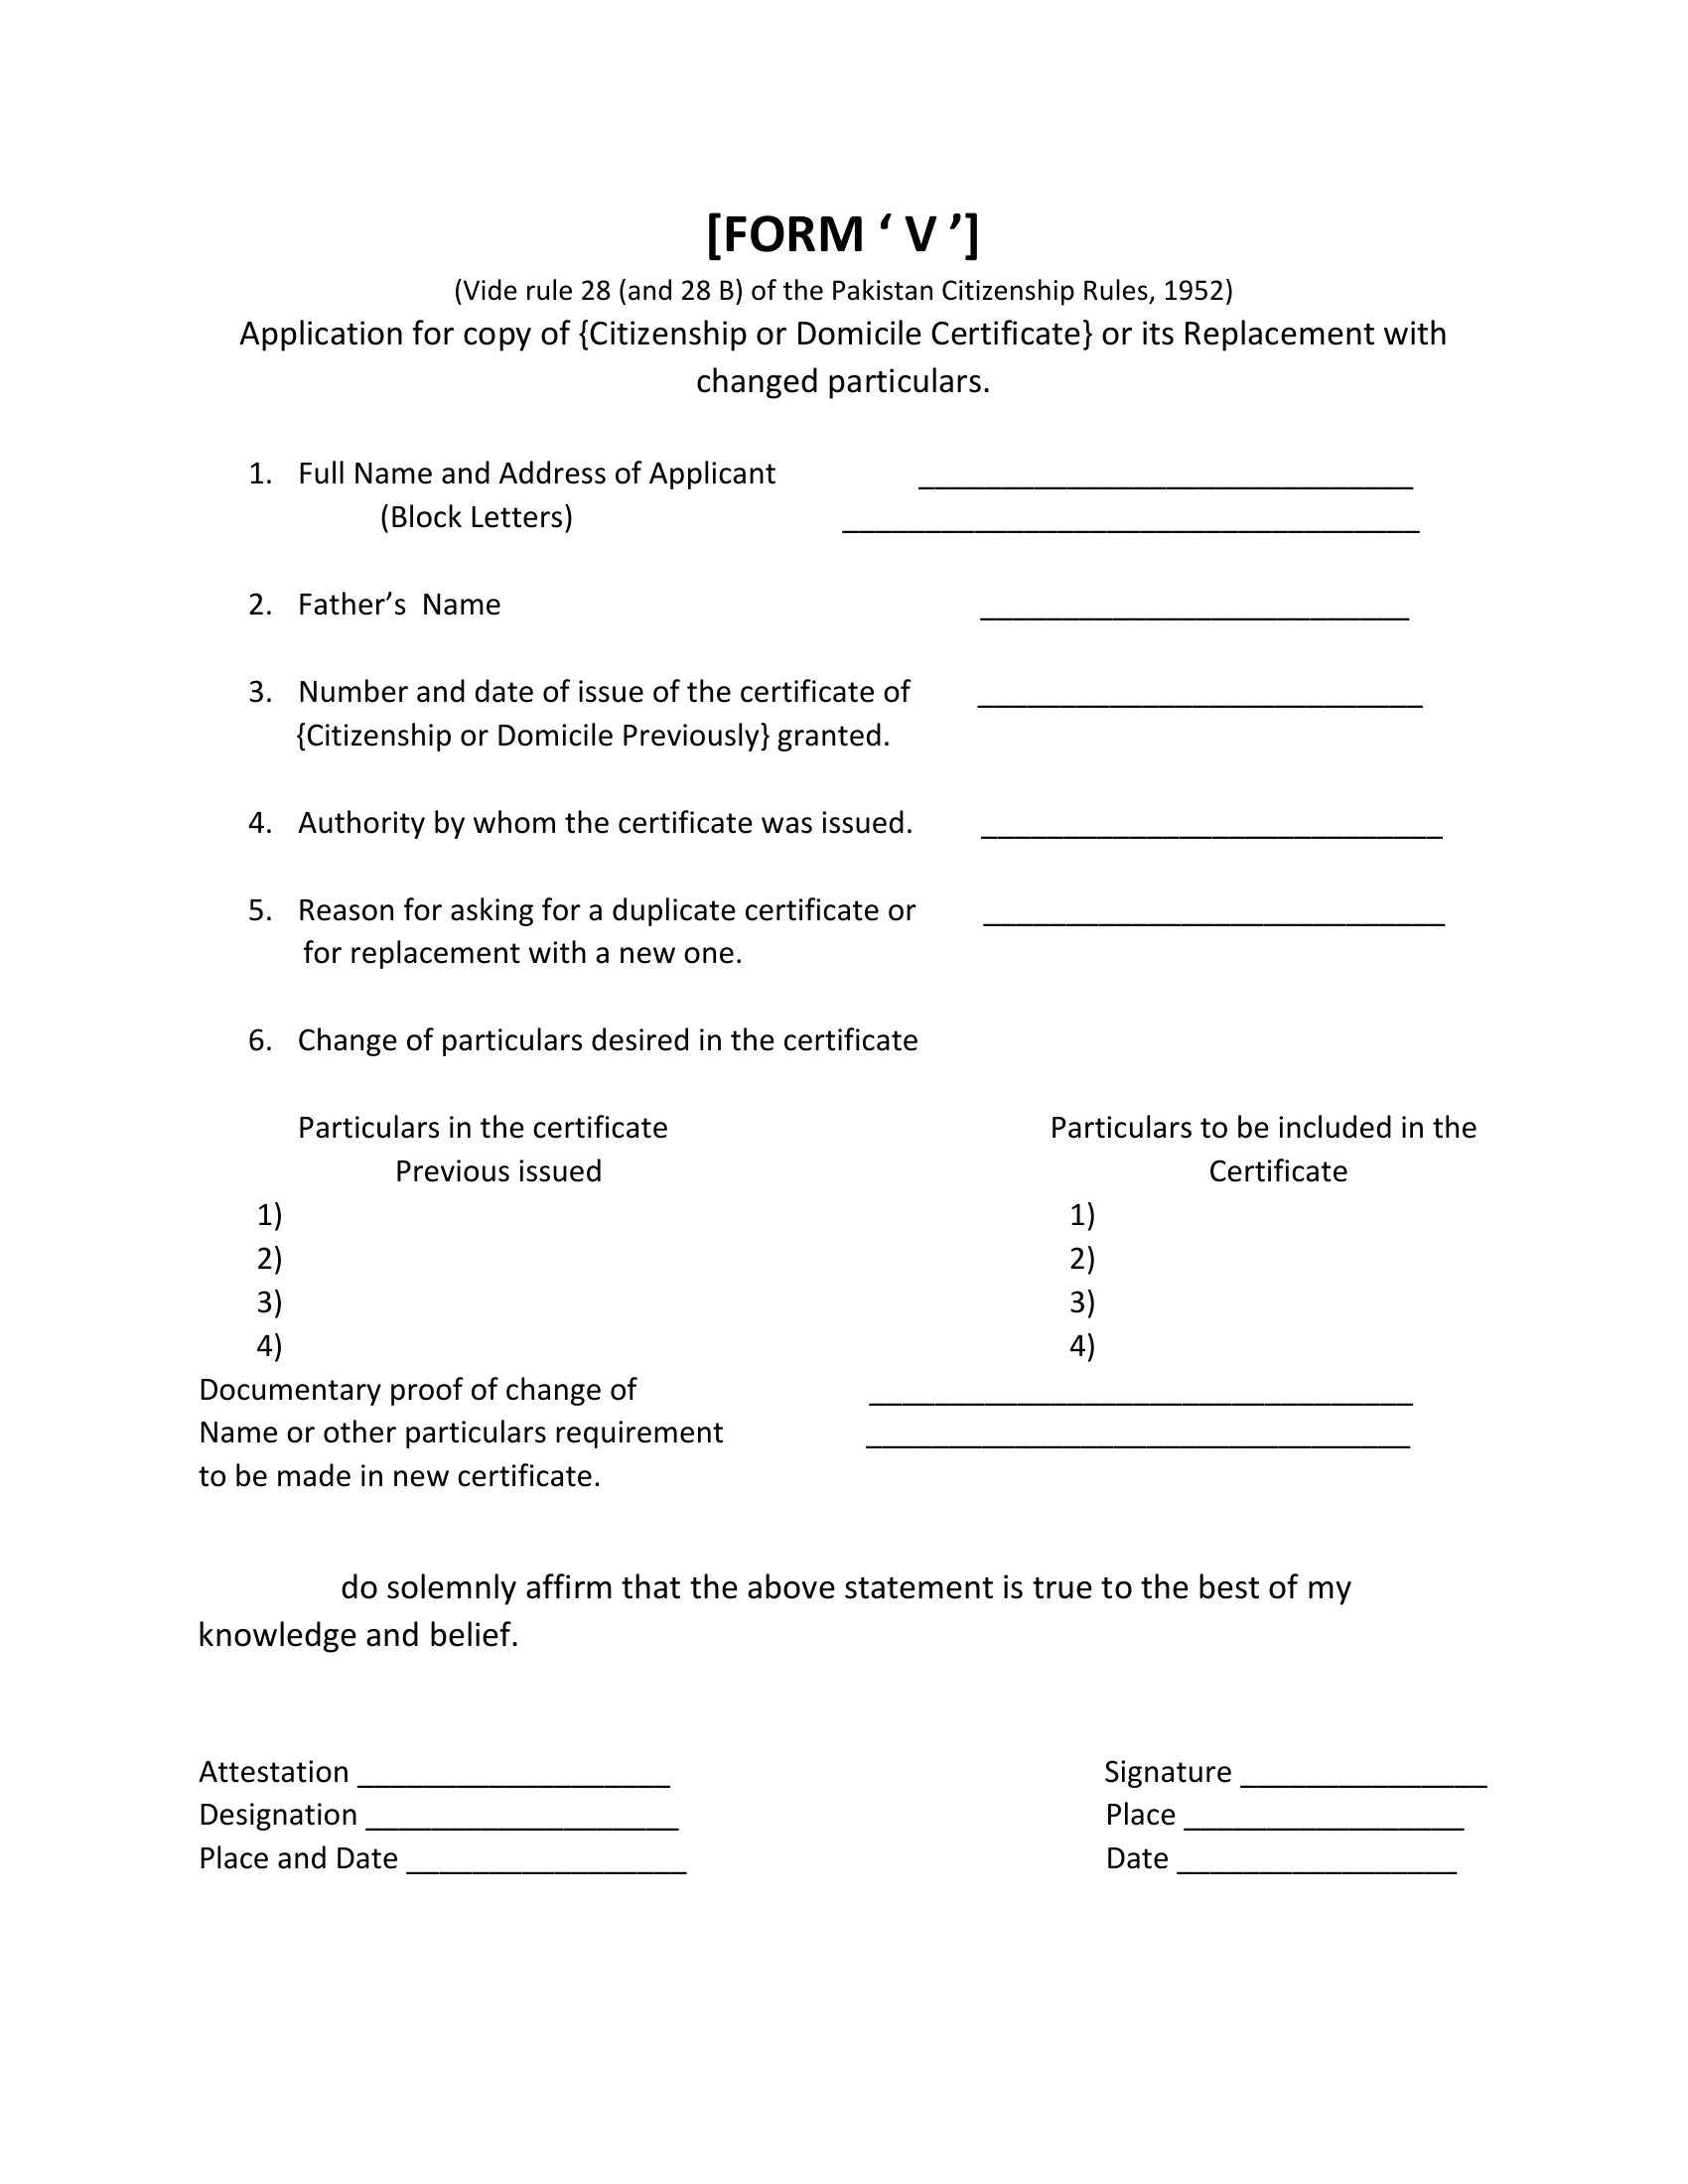 [FORM ‘ V ’]
(Vide rule 28 (and 28 B) of the Pakistan Citizenship Rules, 1952)
Application for copy of {Citizenship or Domicile Certificate} or its Replacement with
changed particulars.
1. Full Name and Address of Applicant ______________________________
(Block Letters) ___________________________________
2. Father’s  Name __________________________
3. Number and date of issue of the certificate of ___________________________
{Citizenship or Domicile Previously} granted.
4. Authority by whom the certificate was issued. ____________________________
5. Reason for asking for a duplicate certificate or ____________________________
for replacement with a new one.
6. Change of particulars desired in the certificate
Particulars in the certificate Particulars to be included in the
Previous issued Certificate
1) 1)
2) 2)
3) 3)
4) 4)
Documentary proof of change of _________________________________
Name or other particulars requirement _________________________________
to be made in new certificate.
do solemnly affirm that the above statement is true to the best of my
knowledge and belief.
Attestation ___________________ Signature _______________
Designation ___________________ Place _________________
Place and Date _________________ Date _________________